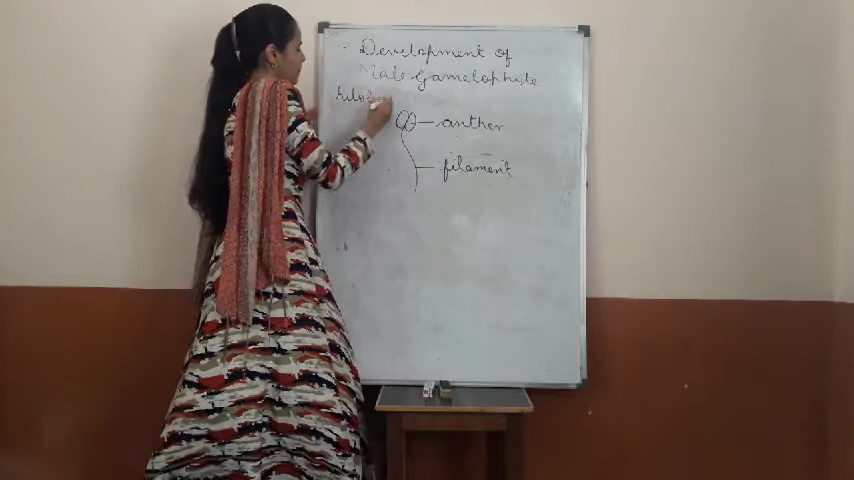 Development of
Male Gametophyte
anther
filament